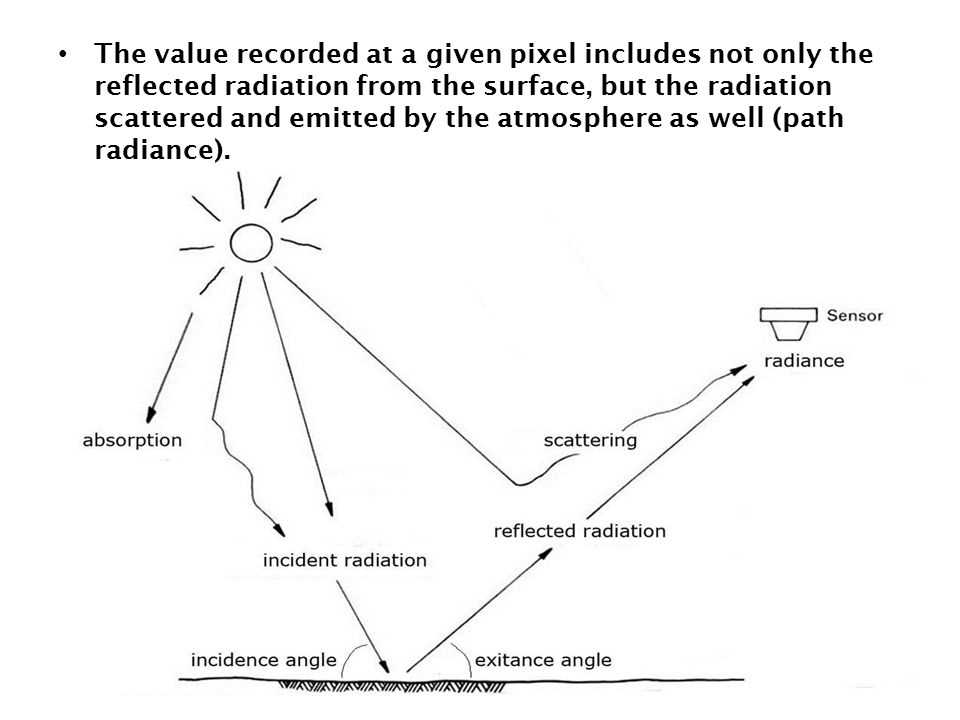 • The value recorded at a given pixel includes not only the
reflected radiation from the surface, but the radiation
scattered and emitted by the atmosphere as well (path
radiance).
Sensor
radiance
absorption
scattering
reflected radiation
incident radiation
incidence angle
exitance angle